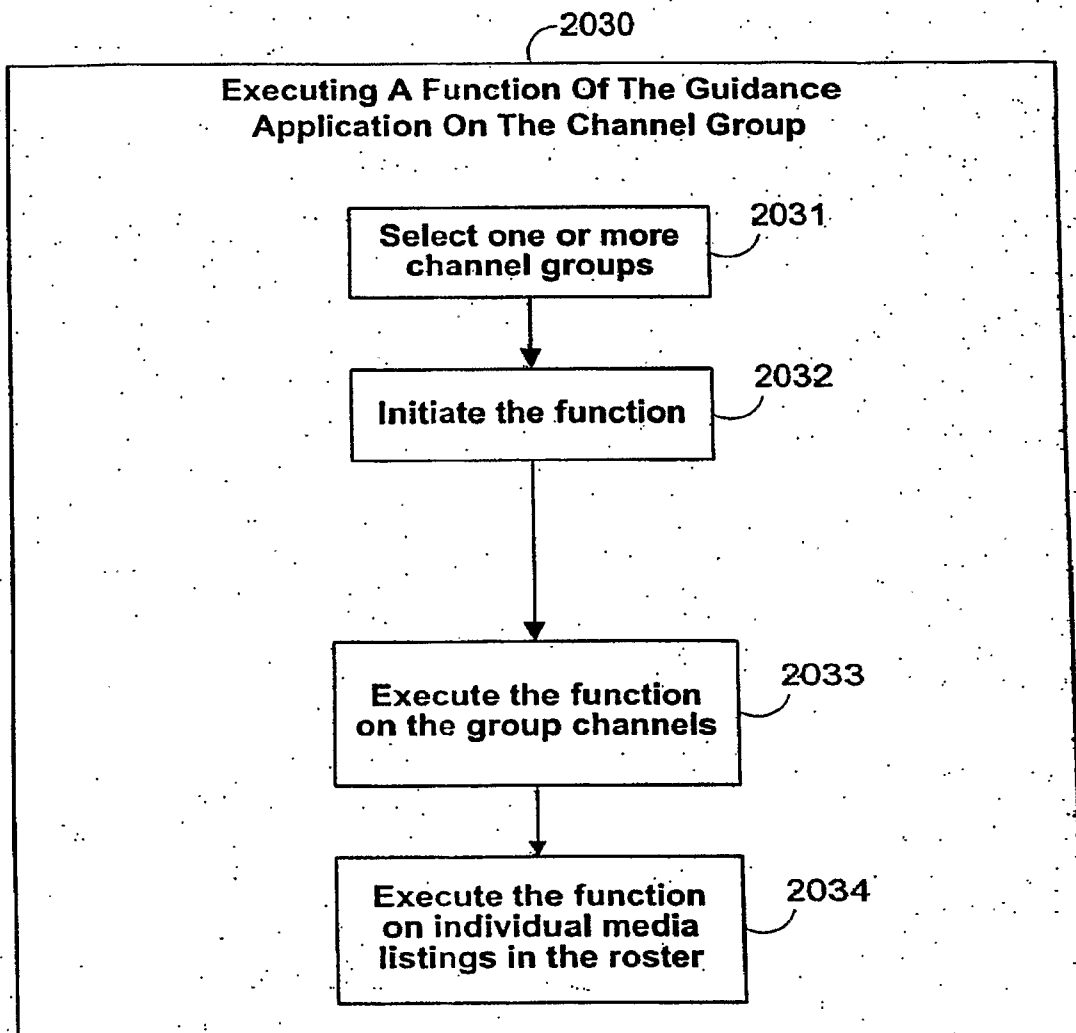 2030
Executing A Function Of The Guidance
Application On The Channel Group
2031
Select one or more
channel groups
2032
Initiate the function
2033
Execute the function
on the group channels
2034
Execute the function
on individual media
listings in the roster